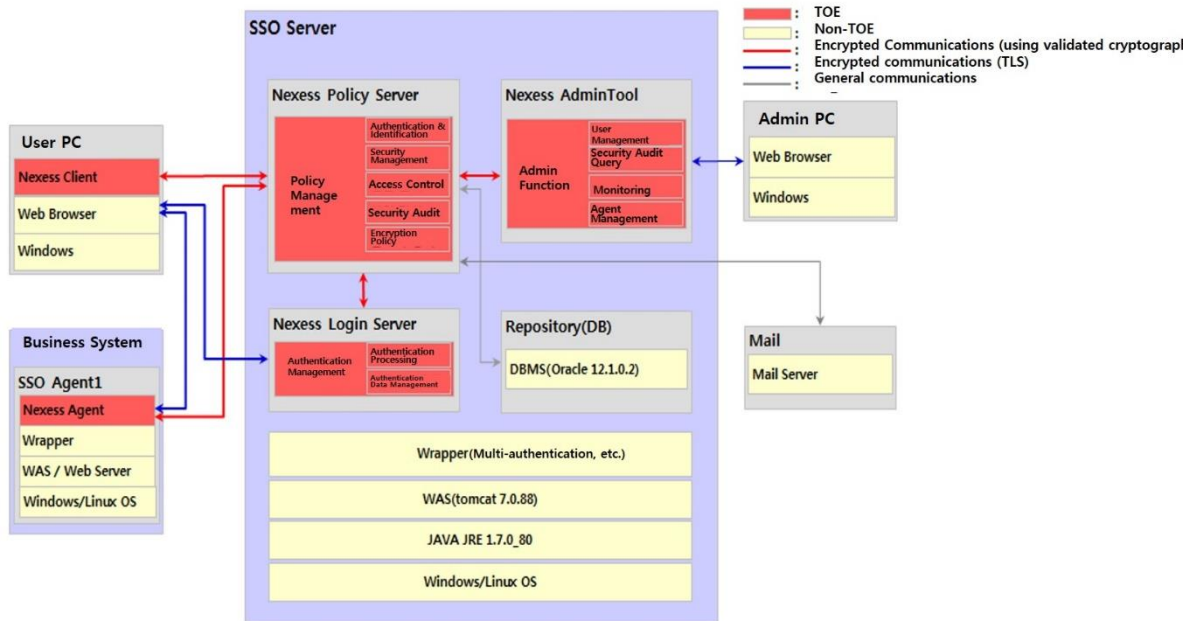 SSO Server
TOE
Non-TOE
Encrypted Communications (using validated cryptograph
Encrypted communications (TLS)
General communications
User PC
Nexess Client
Web Browser
Windows
Business System
SSO Agent1
Nexess Agent
Wrapper
WAS / Web Server
Windows/Linux OS
Nexess Policy Server
Policy
Manage
ment
Authentication &
Identification
Security
Management
Access Control
Security Audit
Encryption
Policy
Nexess AdminTool
Admin
Function
User
Management
Security Audit
Query
Monitoring
Agent
Management
Admin PC
Web Browser
Windows
Nexess Login Server
Authentication
Management
Authentication
Processing
Authentication
Data Management
Repository(DB)
DBMS(Oracle 12.1.0.2)
Mail
Mail Server
Wrapper(Multi-authentication, etc.)
WAS(tomcat 7.0.88)
JAVA JRE 1.7.0_80
Windows/Linux OS